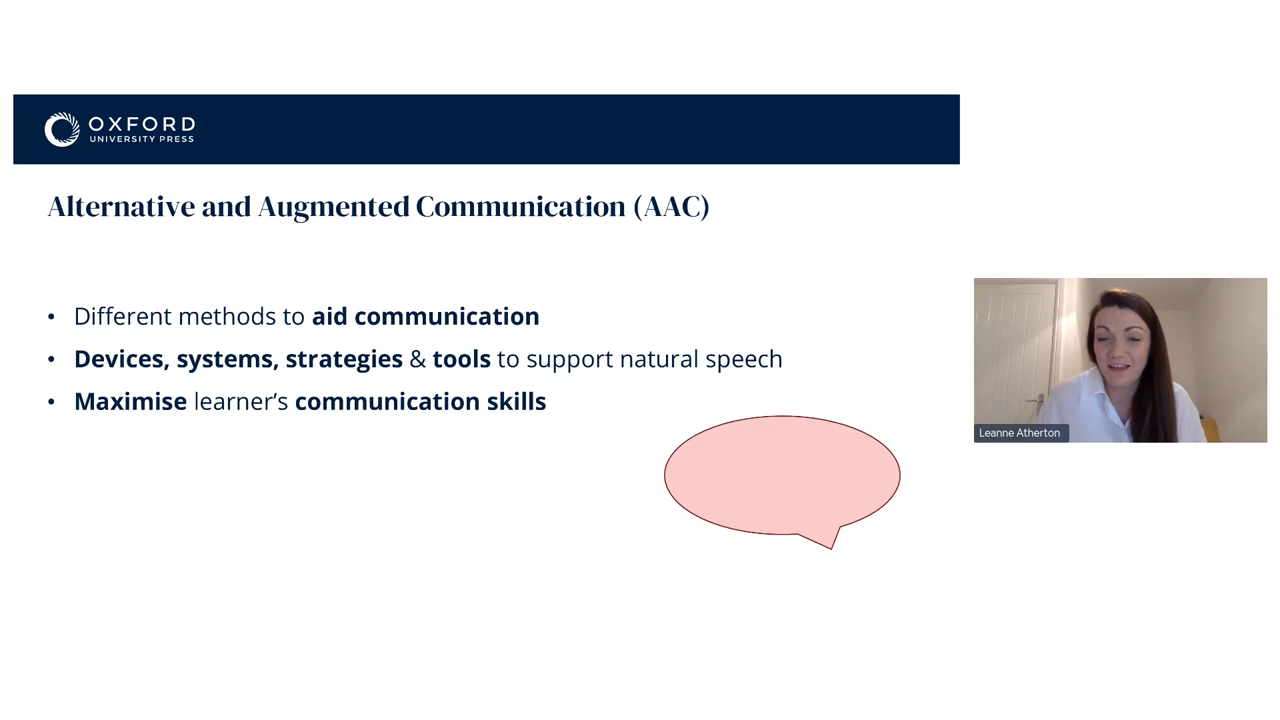 OXFORD
UNIVERSITY PRESS
Alternative and Augmented Communication (AAC)
• Different methods to aid communication
• Devices, systems, strategies & tools to support natural speech
• Maximise learner’s communication skills
Leanne Atherton